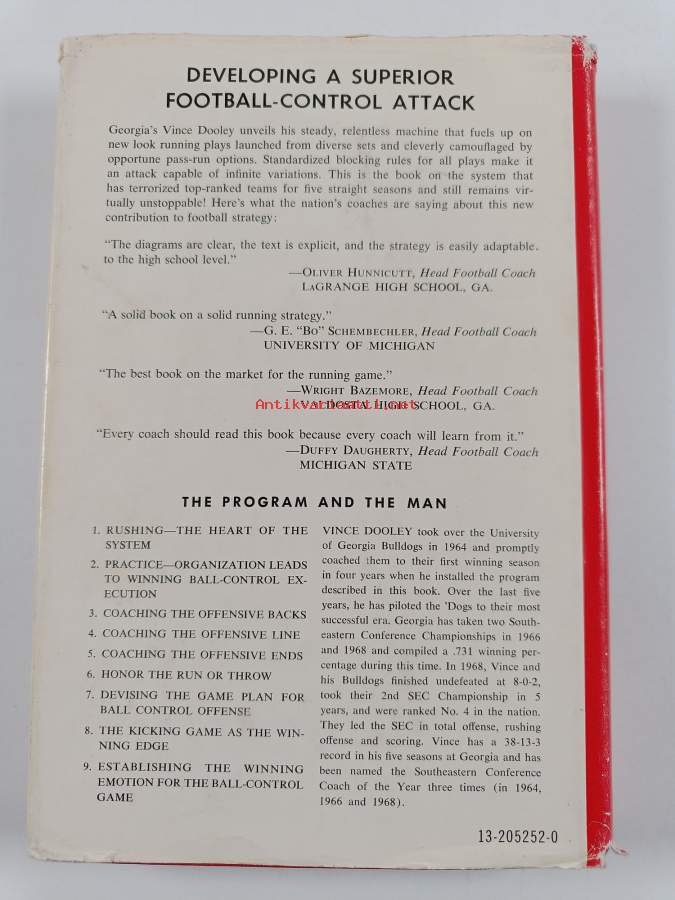 DEVELOPING A SUPERIOR
FOOTBALL-CONTROL ATTACK
Georgia's Vince Dooley unveils his steady, relentless machine that fuels up on
new look running plays launched from diverse sets and cleverly camouflaged by
opportune pass-run options. Standardized blocking rules for all plays make it
an attack capable of infinite variations. This is the book on the system that
has terrorized top-ranked teams for five straight seasons and still remains vir-
tually unstoppable! Here's what the nation's coaches are saying about this new
contribution to football strategy:
"The diagrams are clear, the text is explicit, and the strategy is easily adaptable
to the high school level."
—OLIVER HUNNICUTT, Head Football Coach
LAGRANGE HIGH SCHOOL, GA.
"A solid book on a solid running strategy."
—G. E. "BO" SCHEMBECHLER, Head Football Coach
UNIVERSITY OF MICHIGAN
"The best book on the market for the running game."
—WRIGHT BAZEMORE, Head Football Coach
VALDOSTA HIGH SCHOOL, GA.
Antikvariaatti.net
"Every coach should read this book because every coach will learn from it."
—DUFFY DAUGHERTY, Head Football Coach
MICHIGAN STATE
THE PROGRAM AND THE MAN
1. RUSHING—THE HEART OF THE
SYSTEM
2. PRACTICE—ORGANIZATION LEADS
TO WINNING BALL-CONTROL EX-
ECUTION
3. COACHING THE OFFENSIVE BACKS
4. COACHING THE OFFENSIVE LINE
5. COACHING THE OFFENSIVE ENDS
6. HONOR THE RUN OR THROW
7. DEVISING THE GAME PLAN FOR
BALL CONTROL OFFENSE
8. THE KICKING GAME AS THE WIN-
NING EDGE
9. ESTABLISHING THE WINNING
EMOTION FOR THE BALL-CONTROL
GAME
VINCE DOOLEY took over the University
of Georgia Bulldogs in 1964 and promptly
coached them to their first winning season
in four years when he installed the program
described in this book. Over the last five
years, he has piloted the 'Dogs to their most
successful era. Georgia has taken two South-
eastern Conference Championships in 1966
and 1968 and compiled a .731 winning per-
centage during this time. In 1968, Vince and
his Bulldogs finished undefeated at 8-0-2,
took their 2nd SEC Championship in 5
years, and were ranked No. 4 in the nation.
They led the SEC in total offense, rushing
offense and scoring. Vince has a 38-13-3
record in his five seasons at Georgia and has
been named the Southeastern Conference
Coach of the Year three times (in 1964,
1966 and 1968).
13-205252-0